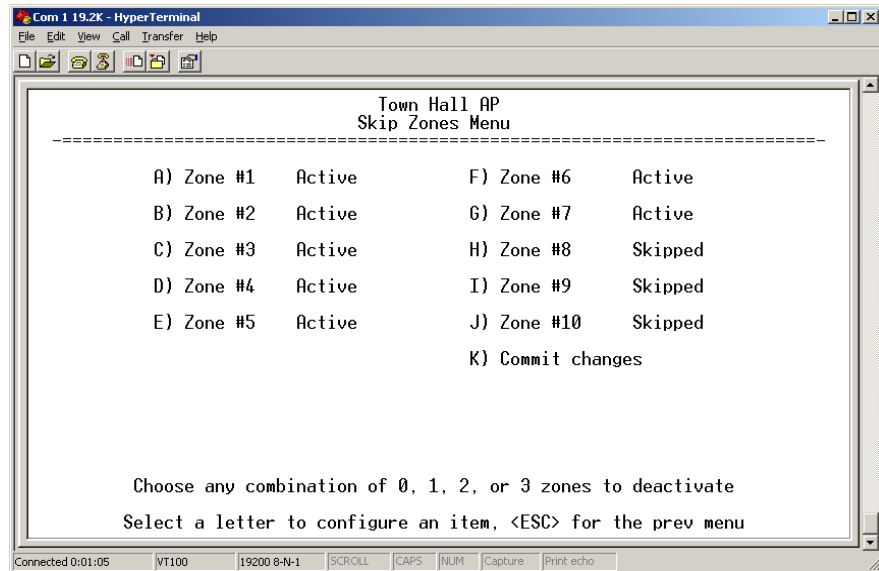 Com 1 19.2K - HyperTerminal
File Edit View Call Transfer Help
Town Hall AP
Skip Zones Menu
-==========================================================================-
A) Zone #1 Active F) Zone #6 Active
B) Zone #2 Active G) Zone #7 Active
C) Zone #3 Active H) Zone #8 Skipped
D) Zone #4 Active I) Zone #9 Skipped
E) Zone #5 Active J) Zone #10 Skipped
K) Commit changes
Choose any combination of 0, 1, 2, or 3 zones to deactivate
Select a letter to configure an item, <ESC> for the prev menu
Connected 0:01:05 VT100 19200 8-N-1 SCROLL CAPS NUM Capture Print echo